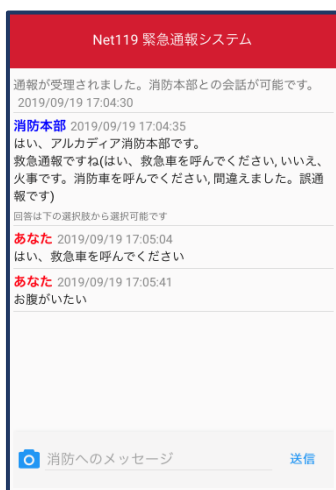 Net119 緊急通報システム
通報が受理されました。消防本部との会話が可能です。
2019/09/19 17:04:30
消防本部 2019/09/19 17:04:35
はい、アルカディア消防本部です。
救急通報ですね(はい、救急車を呼んでください, いいえ、
火事です。消防車を呼んでください, 間違えました。誤通
報です)
回答は下の選択肢から選択可能です
あなた 2019/09/19 17:05:04
はい、救急車を呼んでください
あなた 2019/09/19 17:05:41
お腹がいたい
消防へのメッセージ 送信